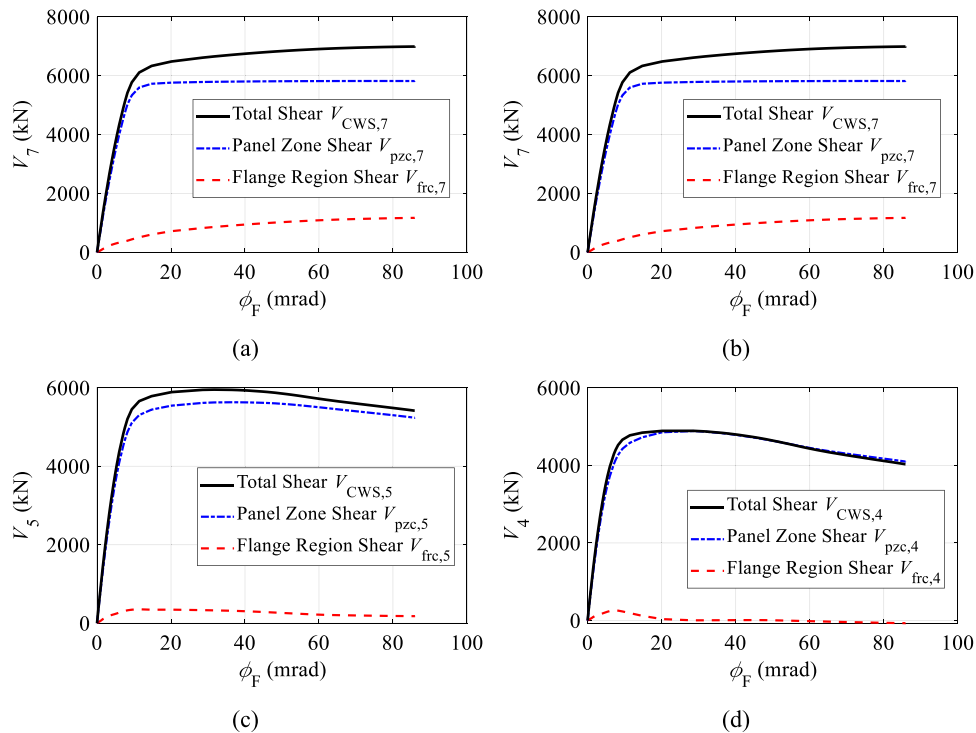 8000
6000
4000
2000
0
V7 (kN)
Total Shear VCWS,7
Panel Zone Shear Vpzc,7
Flange Region Shear Vfrc,7
0 20 40 60 80 100
ϕF (mrad)
(a)
8000
6000
4000
2000
0
V7 (kN)
Total Shear VCWS,7
Panel Zone Shear Vpzc,7
Flange Region Shear Vfrc,7
0 20 40 60 80 100
ϕF (mrad)
(b)
6000
4000
2000
0
V5 (kN)
Total Shear VCWS,5
Panel Zone Shear Vpzc,5
Flange Region Shear Vfrc,5
0 20 40 60 80 100
ϕF (mrad)
(c)
6000
4000
2000
0
V4 (kN)
Total Shear VCWS,4
Panel Zone Shear Vpzc,4
Flange Region Shear Vfrc,4
0 20 40 60 80 100
ϕF (mrad)
(d)